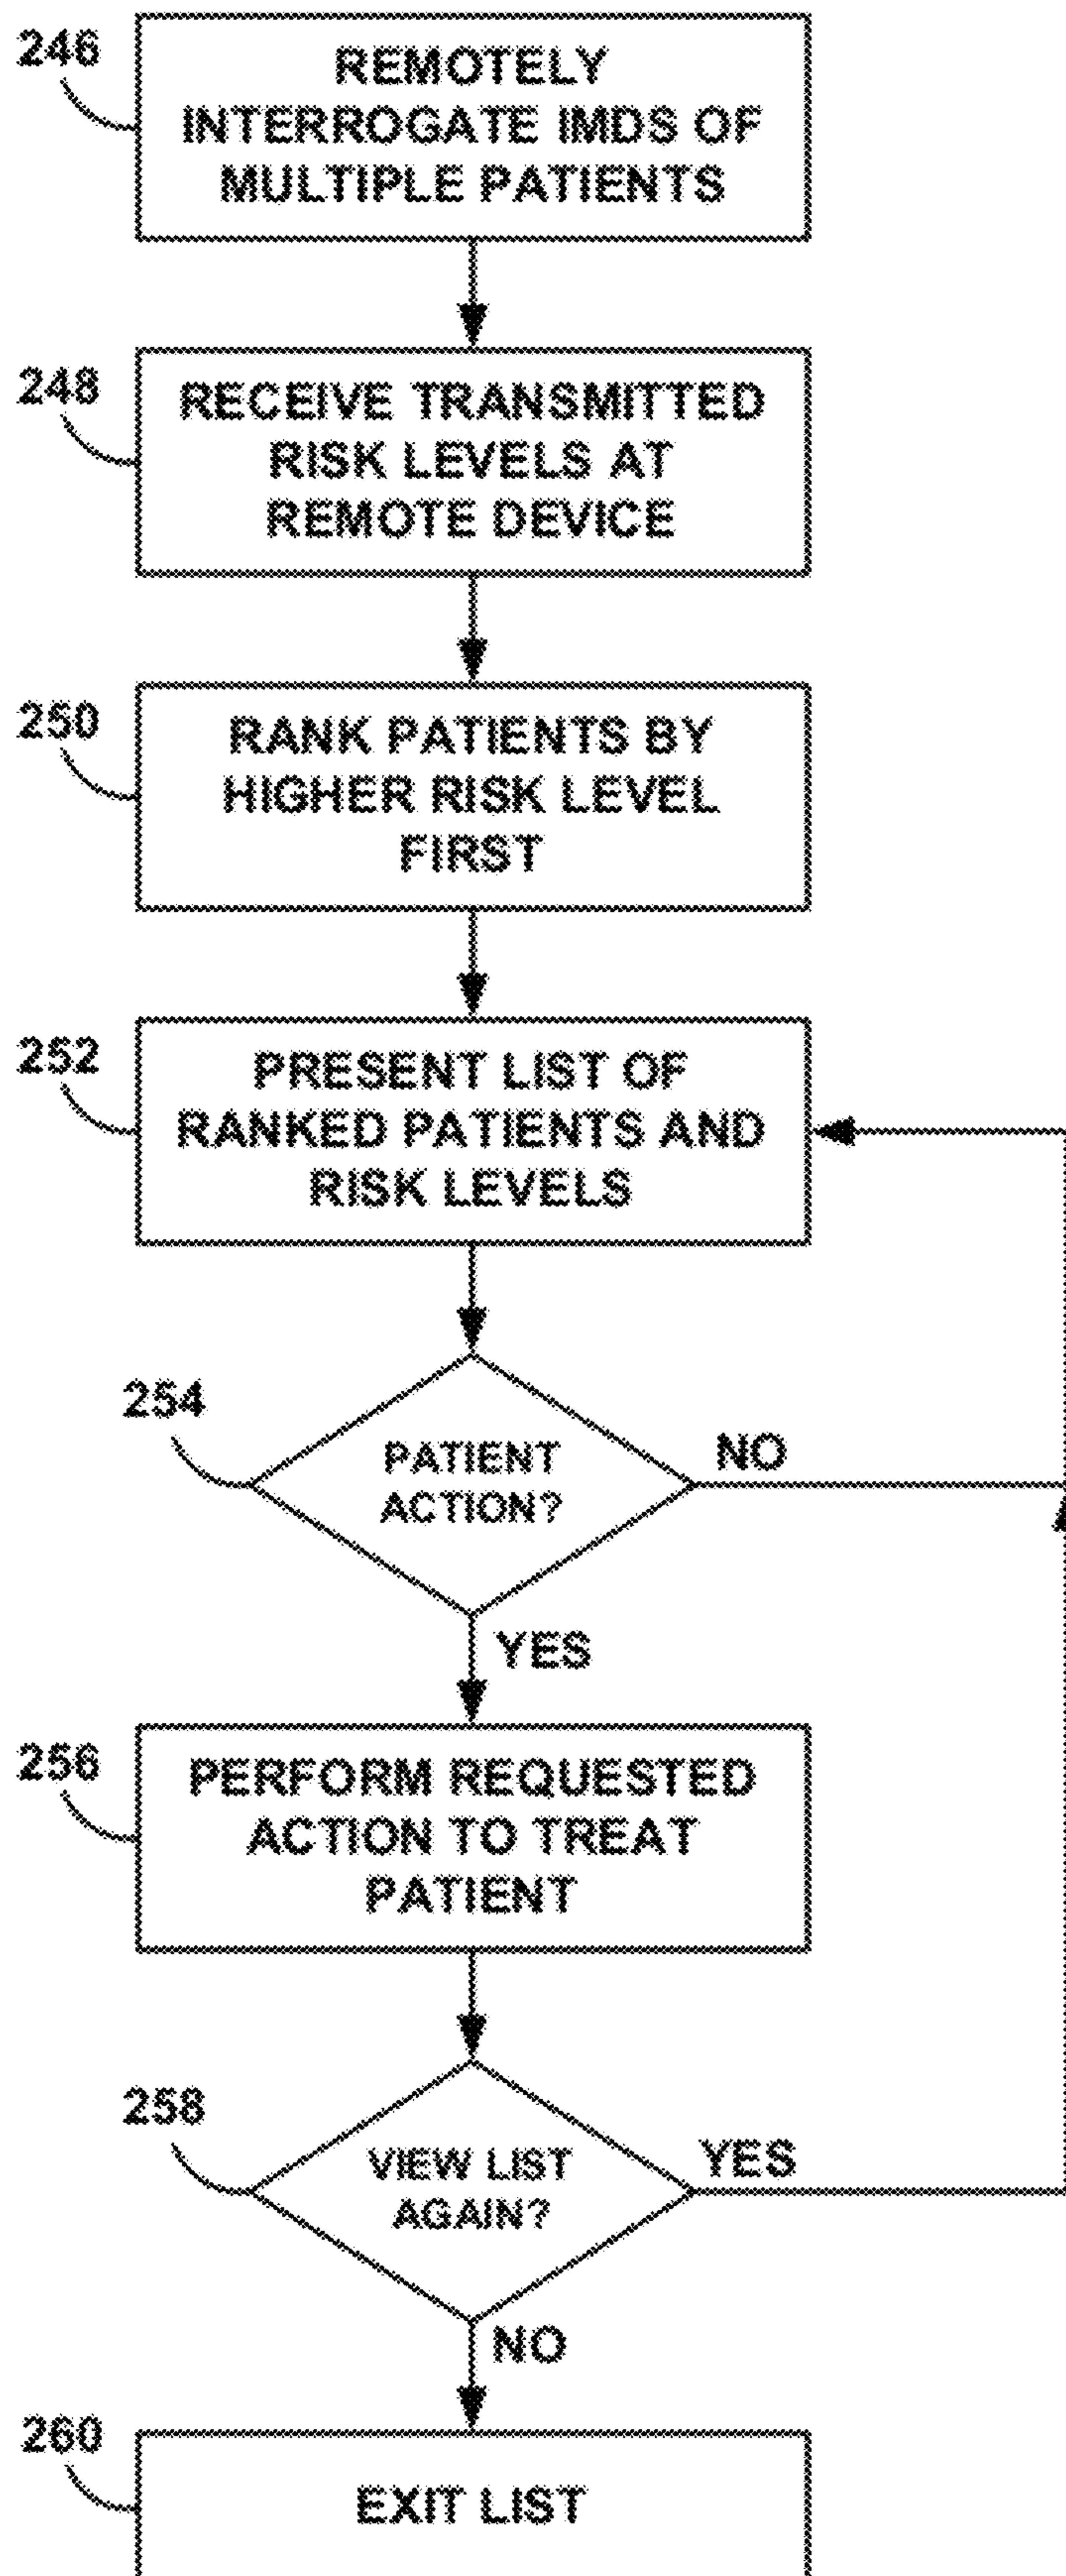 246
REMOTELY
INTERROGATE IMDS OF
MULTIPLE PATIENTS
248
RECEIVE TRANSMITTED
RISK LEVELS AT
REMOTE DEVICE
250
RANK PATIENTS BY
HIGHER RISK LEVEL
FIRST
252
PRESENT LIST OF
RANKED PATIENTS AND
RISK LEVELS
254
PATIENT
ACTION?
NO
YES
256
PERFORM REQUESTED
ACTION TO TREAT
PATIENT
258
VIEW LIST
AGAIN?
YES
NO
260
EXIT LIST